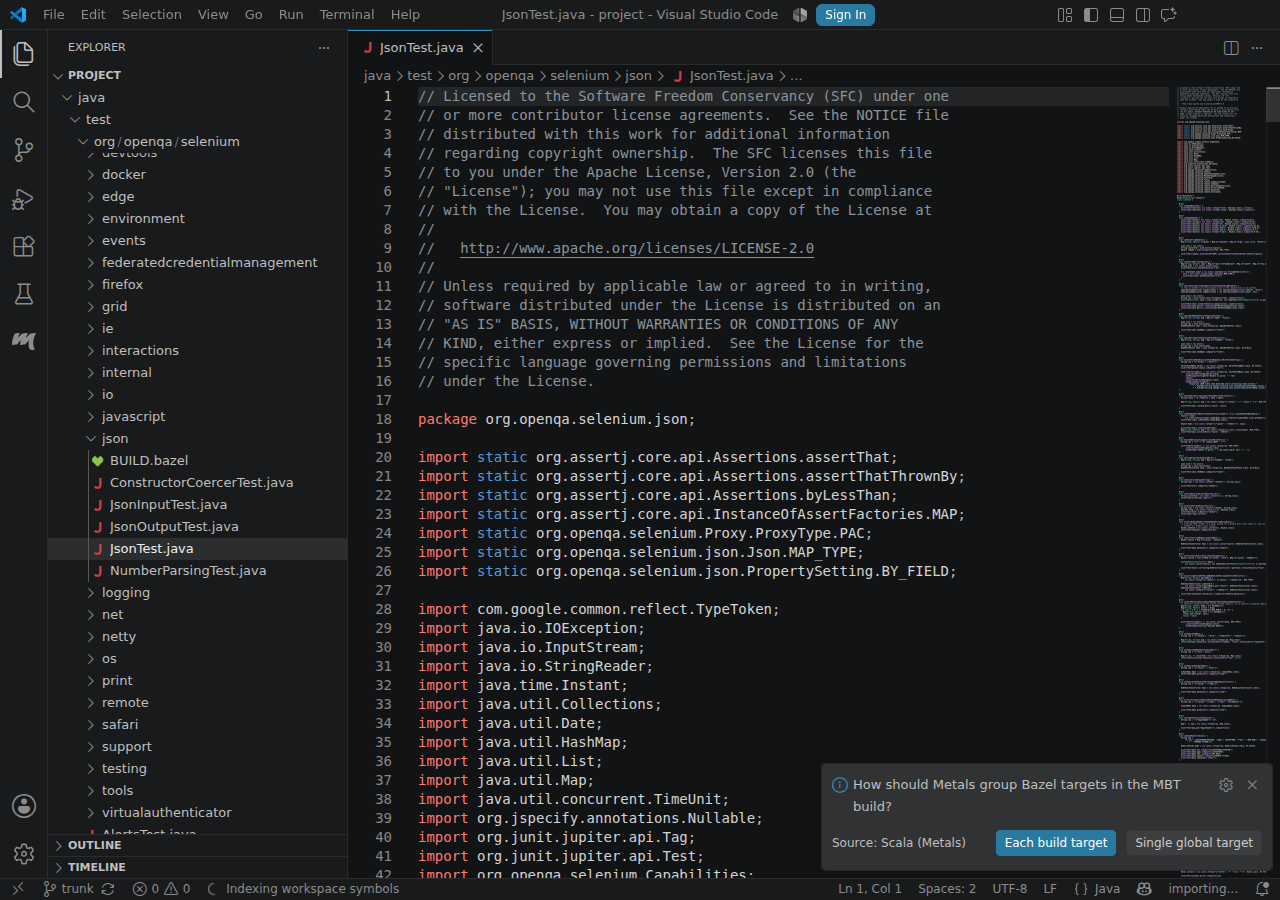 File Edit Selection View Go Run Terminal Help
JsonTest.java - project - Visual Studio Code
Sign In
EXPLORER
PROJECT
java
test
org/openqa/selenium
devtools
docker
edge
environment
events
federatedcredentialmanagement
firefox
grid
ie
interactions
internal
io
javascript
json
BUILD.bazel
ConstructorCoercerTest.java
JsonInputTest.java
JsonOutputTest.java
JsonTest.java
NumberParsingTest.java
logging
net
netty
os
print
remote
safari
support
testing
tools
virtualauthenticator
AlertsTest.java
OUTLINE
TIMELINE
JsonTest.java
java > test > org > openqa > selenium > json > JsonTest.java > ...
1 // Licensed to the Software Freedom Conservancy (SFC) under one
2 // or more contributor license agreements.  See the NOTICE file
3 // distributed with this work for additional information
4 // regarding copyright ownership.  The SFC licenses this file
5 // to you under the Apache License, Version 2.0 (the
6 // "License"); you may not use this file except in compliance
7 // with the License.  You may obtain a copy of the License at
8 //
9 //   http://www.apache.org/licenses/LICENSE-2.0
10 //
11 // Unless required by applicable law or agreed to in writing,
12 // software distributed under the License is distributed on an
13 // "AS IS" BASIS, WITHOUT WARRANTIES OR CONDITIONS OF ANY
14 // KIND, either express or implied.  See the License for the
15 // specific language governing permissions and limitations
16 // under the License.
17
18 package org.openqa.selenium.json;
19
20 import static org.assertj.core.api.Assertions.assertThat;
21 import static org.assertj.core.api.Assertions.assertThatThrownBy;
22 import static org.assertj.core.api.Assertions.byLessThan;
23 import static org.assertj.core.api.InstanceOfAssertFactories.MAP;
24 import static org.openqa.selenium.Proxy.ProxyType.PAC;
25 import static org.openqa.selenium.json.Json.MAP_TYPE;
26 import static org.openqa.selenium.json.PropertySetting.BY_FIELD;
27
28 import com.google.common.reflect.TypeToken;
29 import java.io.IOException;
30 import java.io.InputStream;
31 import java.io.StringReader;
32 import java.time.Instant;
33 import java.util.Collections;
34 import java.util.Date;
35 import java.util.HashMap;
36 import java.util.List;
37 import java.util.Map;
38 import java.util.concurrent.TimeUnit;
39 import org.jspecify.annotations.Nullable;
40 import org.junit.jupiter.api.Tag;
41 import org.junit.jupiter.api.Test;
42 import org.openqa.selenium.Capabilities;
How should Metals group Bazel targets in the MBT
build?
Source: Scala (Metals)
Each build target
Single global target
trunk
0 0
Indexing workspace symbols
Ln 1, Col 1
Spaces: 2
UTF-8
LF
{ } Java
importing...